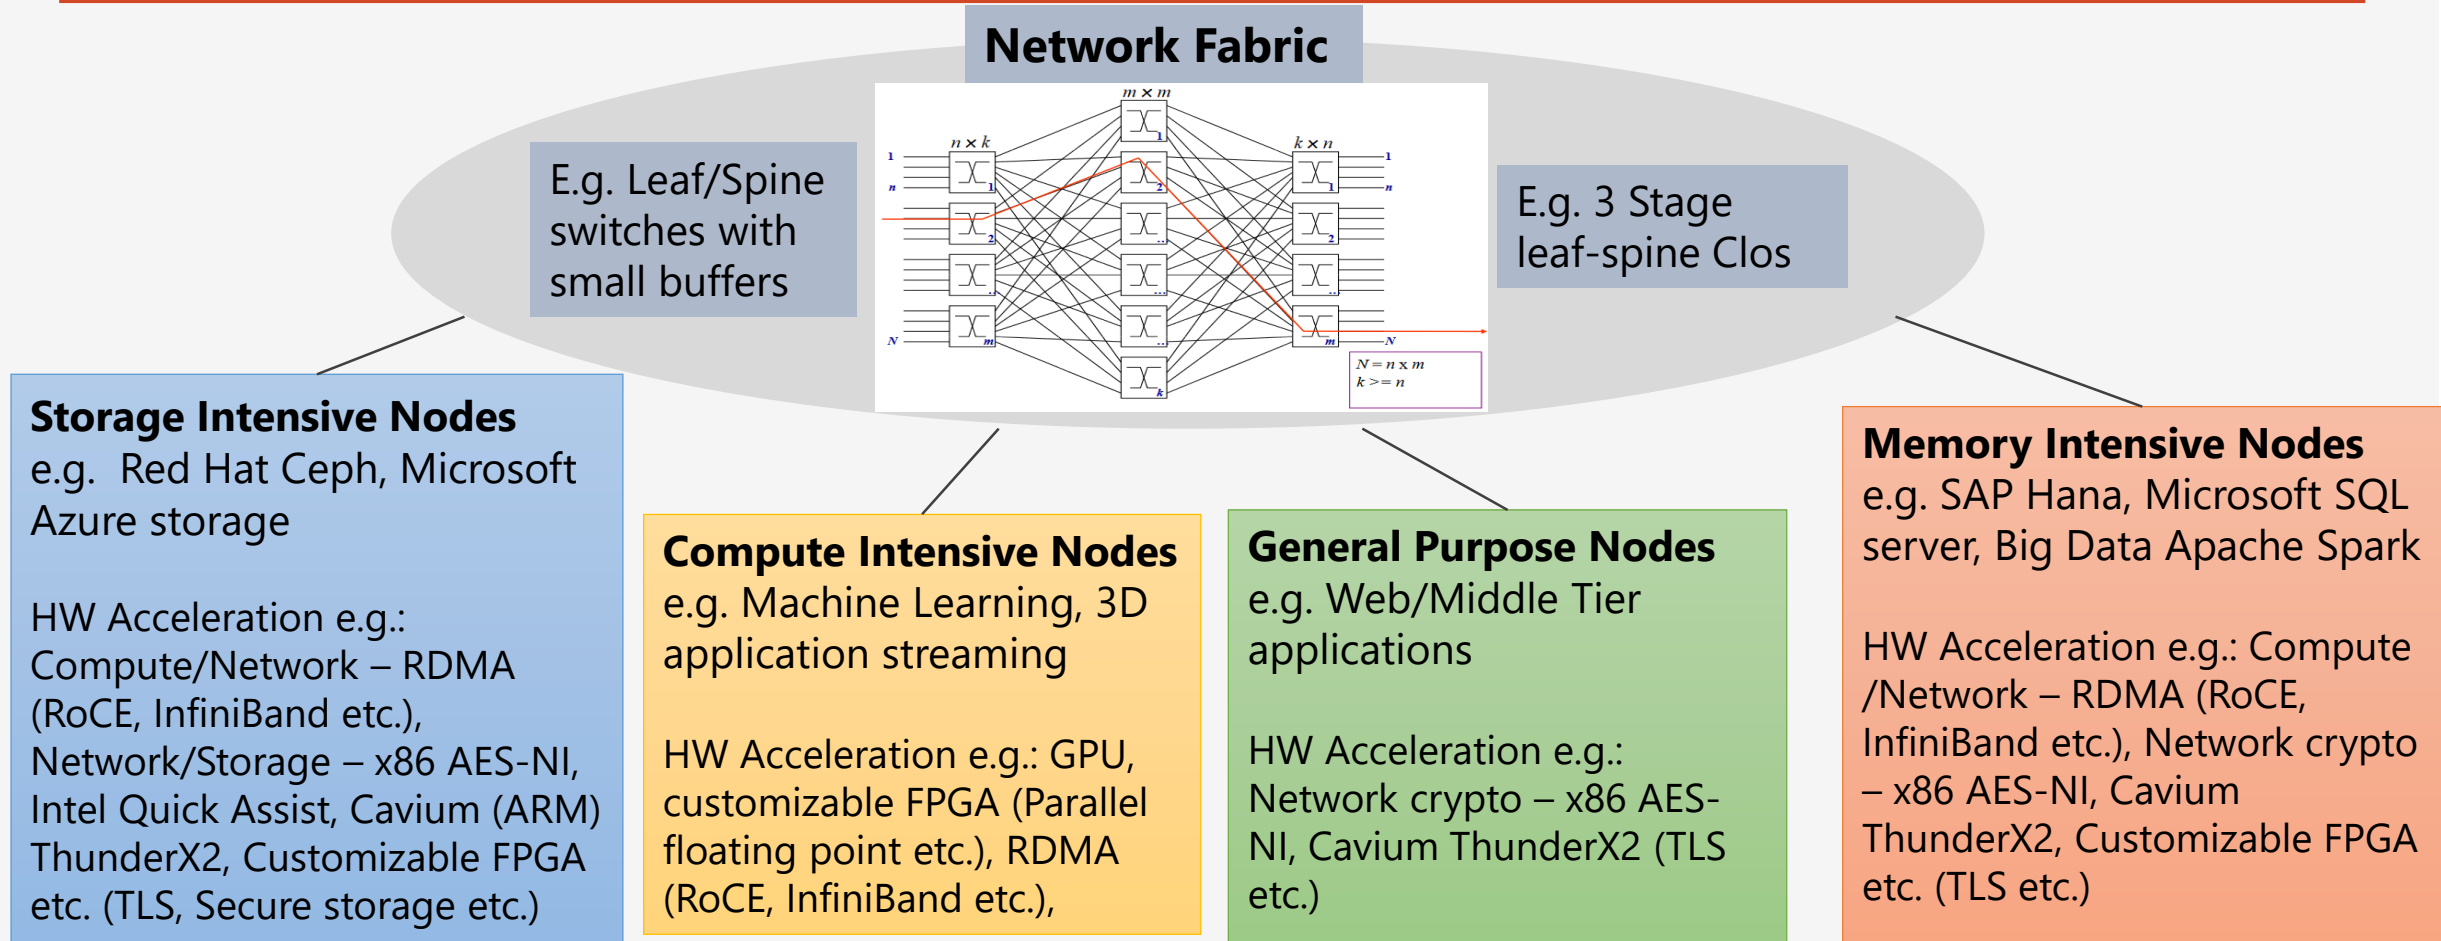 Network Fabric
E.g. Leaf/Spine
switches with
small buffers
m × m
n × k
k × n
1
n
N
1
2
..
m
1
2
..
...
..
k
1
2
...
m
1
n
N
N = n x m
k >= n
E.g. 3 Stage
leaf-spine Clos
Storage Intensive Nodes
e.g. Red Hat Ceph, Microsoft
Azure storage
HW Acceleration e.g.:
Compute/Network – RDMA
(RoCE, InfiniBand etc.),
Network/Storage – x86 AES-NI,
Intel Quick Assist, Cavium (ARM)
ThunderX2, Customizable FPGA
etc. (TLS, Secure storage etc.)
Compute Intensive Nodes
e.g. Machine Learning, 3D
application streaming
HW Acceleration e.g.: GPU,
customizable FPGA (Parallel
floating point etc.), RDMA
(RoCE, InfiniBand etc.),
General Purpose Nodes
e.g. Web/Middle Tier
applications
HW Acceleration e.g.:
Network crypto – x86 AES-
NI, Cavium ThunderX2 (TLS
etc.)
Memory Intensive Nodes
e.g. SAP Hana, Microsoft SQL
server, Big Data Apache Spark
HW Acceleration e.g.: Compute
/Network – RDMA (RoCE,
InfiniBand etc.), Network crypto
– x86 AES-NI, Cavium
ThunderX2, Customizable FPGA
etc. (TLS etc.)